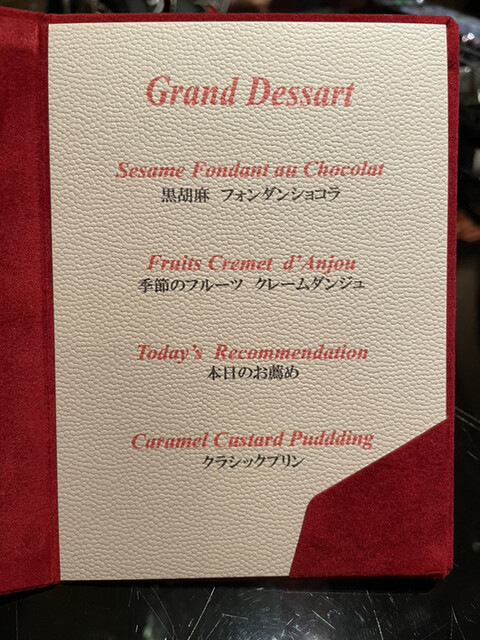 Grand Dessart
Sesame Fondant au Chocolat
黒胡麻 フォンダンショコラ
Fruits Cremet d'Anjou
季節のフルーツ クレームダンジュ
Today's Recommendation
本日のお薦め
Caramel Custard Puddding
クラシックプリン